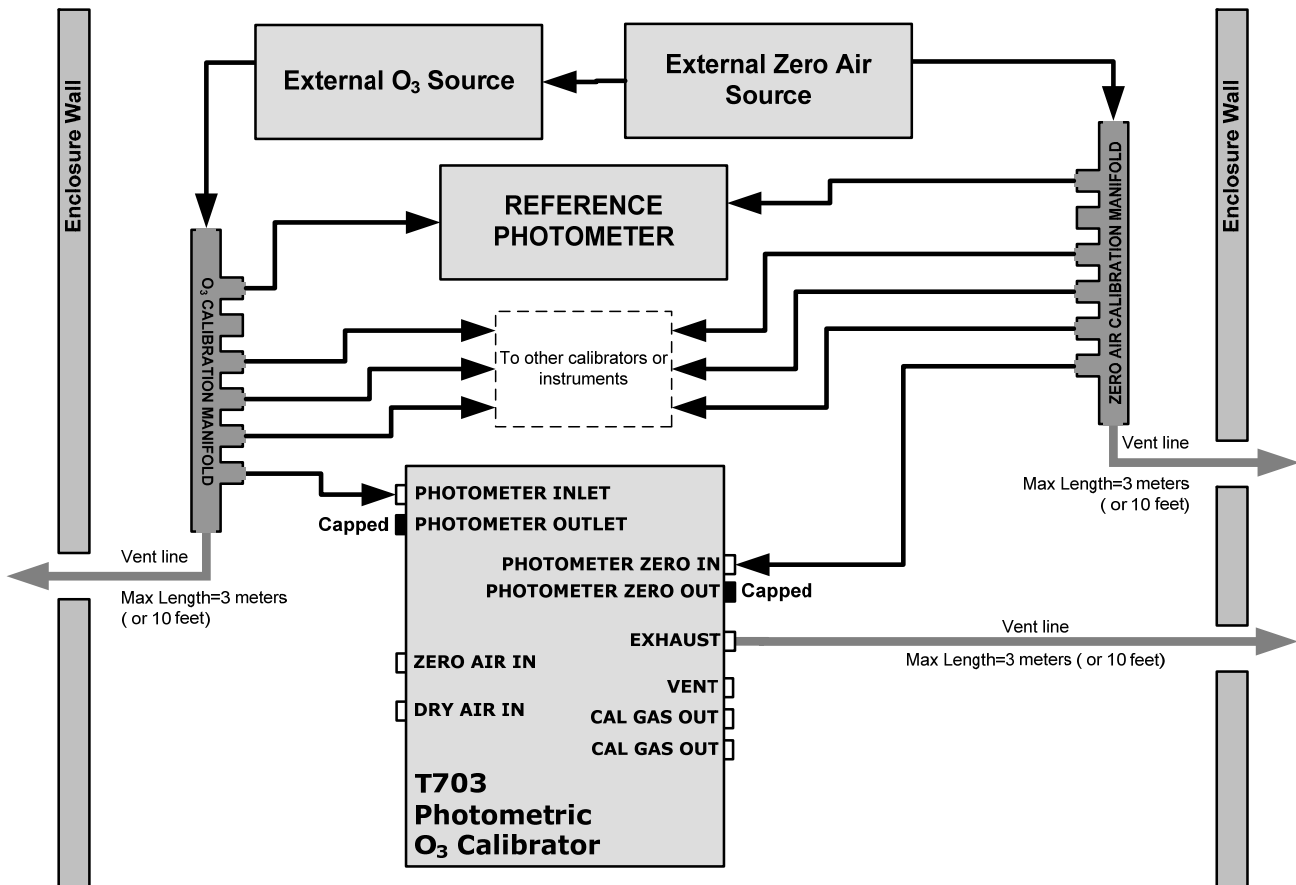 Enclosure Wall
External O₃ Source
External Zero Air
Source
Enclosure Wall
REFERENCE
PHOTOMETER
O₃ CALIBRATION MANIFOLD
ZERO AIR CALIBRATION MANIFOLD
To other calibrators or
instruments
Vent line
Max Length=3 meters
( or 10 feet)
PHOTOMETER INLET
Capped
PHOTOMETER OUTLET
Vent line
Max Length=3 meters
( or 10 feet)
PHOTOMETER ZERO IN
PHOTOMETER ZERO OUT
Capped
EXHAUST
Vent line
Max Length=3 meters ( or 10 feet)
ZERO AIR IN
VENT
DRY AIR IN
CAL GAS OUT
CAL GAS OUT
T703
Photometric
O₃ Calibrator